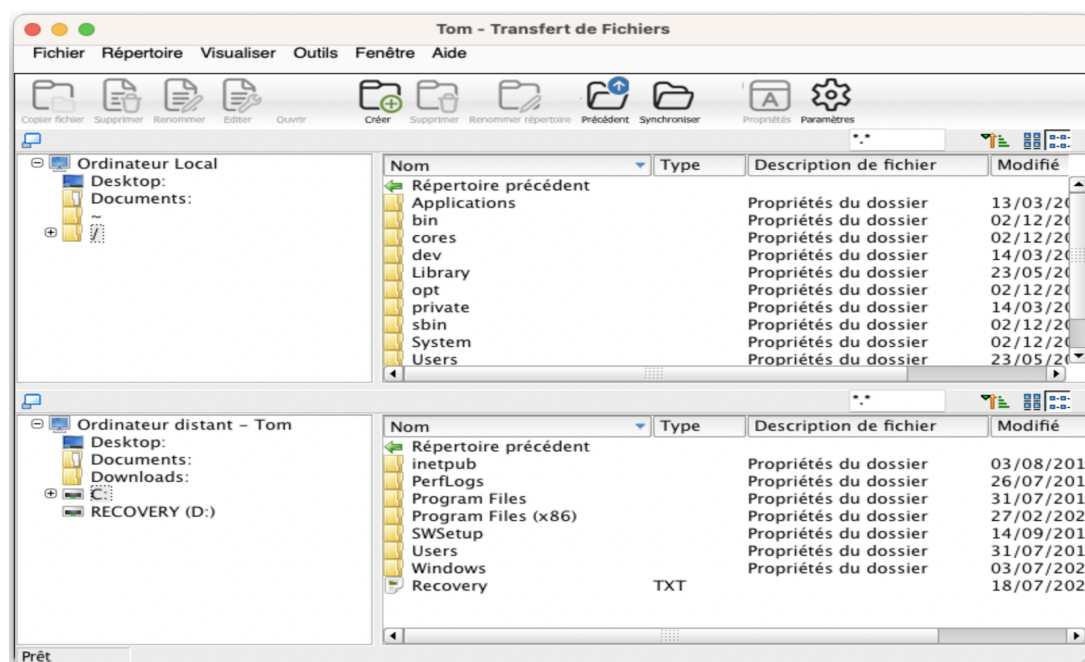 Tom – Transfert de Fichiers
Fichier Répertoire Visualiser Outils Fenêtre Aide
Copier fichier Supprimer Renommer Editer Ouvrir Créer Supprimer Renommer répertoire Précédent Synchroniser Propriétés Paramètres
*.*
Ordinateur Local
Desktop:
Documents:
~
/
Nom Type Description de fichier Modifié
Répertoire précédent
Applications Propriétés du dossier 13/03/20
bin Propriétés du dossier 02/12/20
cores Propriétés du dossier 02/12/20
dev Propriétés du dossier 14/03/20
Library Propriétés du dossier 23/05/20
opt Propriétés du dossier 02/12/20
private Propriétés du dossier 14/03/20
sbin Propriétés du dossier 02/12/20
System Propriétés du dossier 02/12/20
Users Propriétés du dossier 23/05/20
*.*
Ordinateur distant – Tom
Desktop:
Documents:
Downloads:
C:
RECOVERY (D:)
Nom Type Description de fichier Modifié
Répertoire précédent
inetpub Propriétés du dossier 03/08/201
PerfLogs Propriétés du dossier 26/07/201
Program Files Propriétés du dossier 31/07/201
Program Files (x86) Propriétés du dossier 27/02/202
SWSetup Propriétés du dossier 14/09/201
Users Propriétés du dossier 31/07/201
Windows Propriétés du dossier 03/07/202
Recovery TXT 18/07/202
Prêt